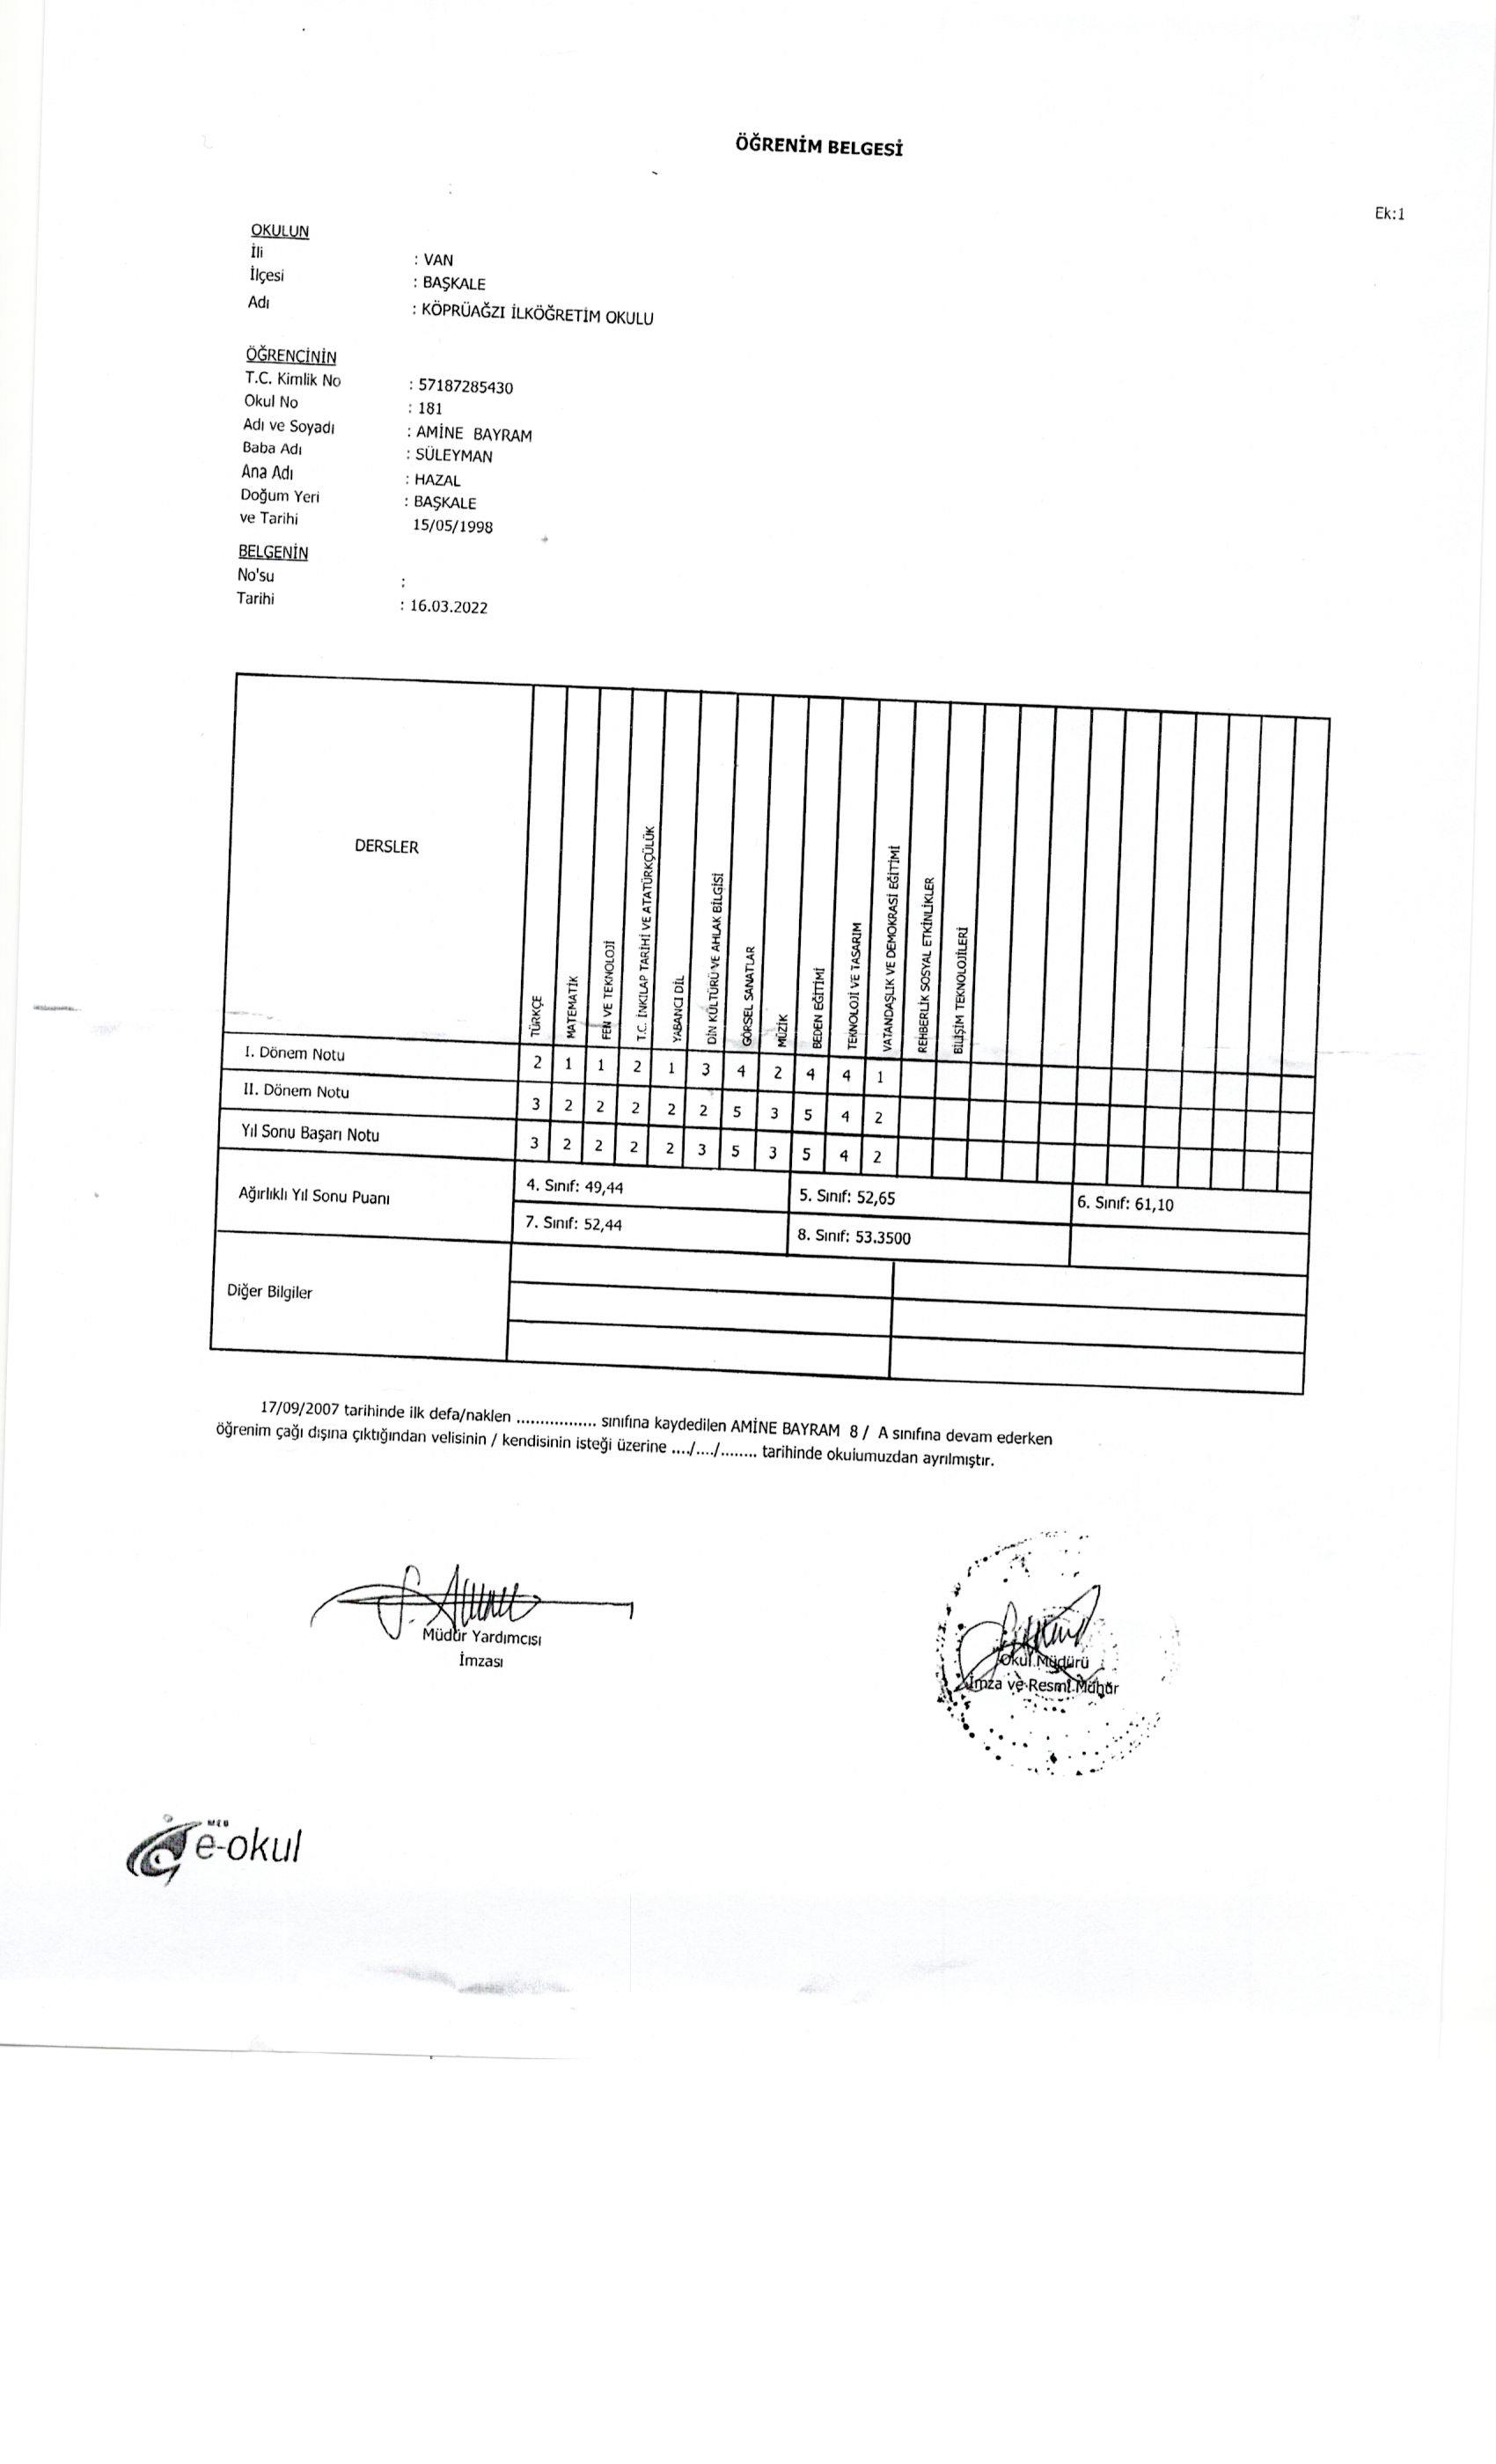 ÖĞRENİM BELGESİ
Ek:1
OKULUN
İli : VAN
İlçesi : BAŞKALE
Adı : KÖPRÜAĞZI İLKÖĞRETİM OKULU
ÖĞRENCİNİN
T.C. Kimlik No : 57187285430
Okul No : 181
Adı ve Soyadı : AMİNE BAYRAM
Baba Adı : SÜLEYMAN
Ana Adı : HAZAL
Doğum Yeri : BAŞKALE
ve Tarihi 15/05/1998
BELGENİN
No'su :
Tarihi : 16.03.2022
DERSLER
TÜRKÇE
MATEMATİK
FEN VE TEKNOLOJİ
T.C. İNKILAP TARİHİ VE ATATÜRKÇÜLÜK
YABANCI DİL
DİN KÜLTÜRÜ VE AHLAK BİLGİSİ
GÖRSEL SANATLAR
MÜZİK
BEDEN EĞİTİMİ
TEKNOLOJİ VE TASARIM
VATANDAŞLIK VE DEMOKRASİ EĞİTİMİ
REHBERLİK SOSYAL ETKİNLİKLER
BİLİŞİM TEKNOLOJİLERİ
I. Dönem Notu 2 1 1 2 1 3 4 2 4 4 1
II. Dönem Notu 3 2 2 2 2 2 5 3 5 4 2
Yıl Sonu Başarı Notu 3 2 2 2 2 3 5 3 5 4 2
Ağırlıklı Yıl Sonu Puanı
4. Sınıf: 49,44 5. Sınıf: 52,65 6. Sınıf: 61,10
7. Sınıf: 52,44 8. Sınıf: 53.3500
Diğer Bilgiler
17/09/2007 tarihinde ilk defa/naklen ................. sınıfına kaydedilen AMİNE BAYRAM 8 / A sınıfına devam ederken
öğrenim çağı dışına çıktığından velisinin / kendisinin isteği üzerine ..../..../........ tarihinde okulumuzdan ayrılmıştır.
Müdür Yardımcısı
İmzası
Okul Müdürü
İmza ve Resmi Mühür
MEB
e-okul